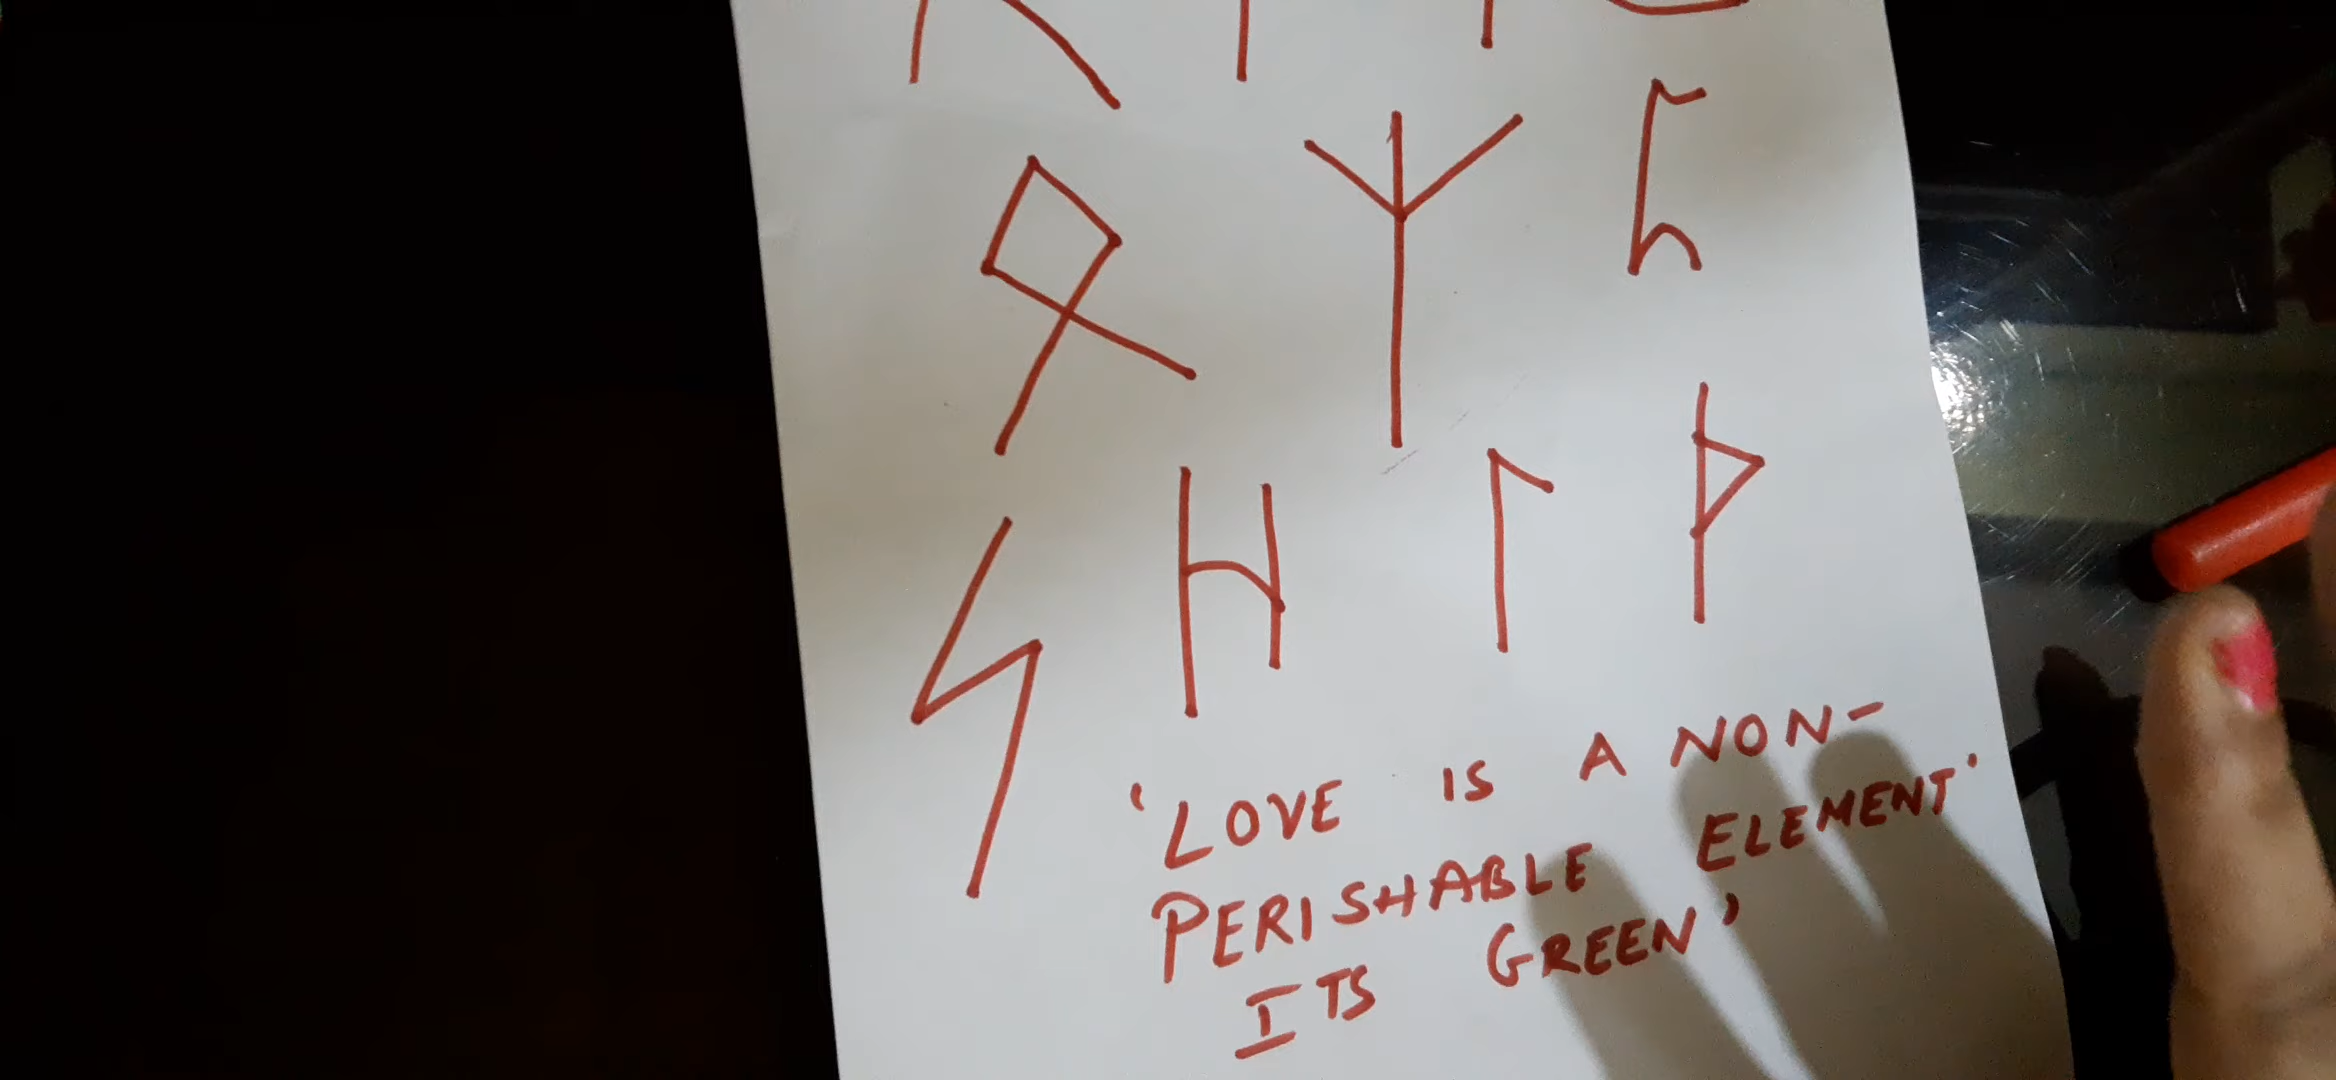 ᛟ ᛉ ᛈ
ᛋ ᚺ ᛚ ᚦ
'LOVE IS A NON-
PERISHABLE ELEMENT.
ITS GREEN'